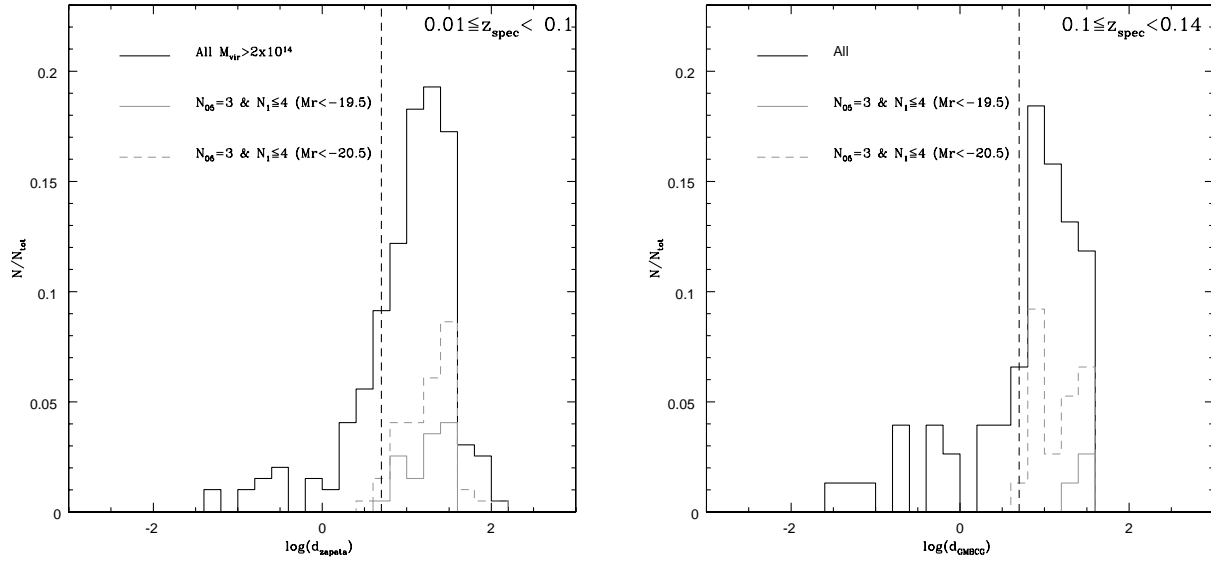 0.01≦z_spec< 0.1
All M_vir>2x10^14
N_05=3 & N_1≦4 (Mr<-19.5)
N_05=3 & N_1≦4 (Mr<-20.5)
N/N_tot
0.2
0.15
0.1
0.05
0
-2
0
2
log(d_zapata)
0.1≦z_spec<0.14
All
N_05=3 & N_1≦4 (Mr<-19.5)
N_05=3 & N_1≦4 (Mr<-20.5)
N/N_tot
0.2
0.15
0.1
0.05
0
-2
0
2
log(d_GMBCG)